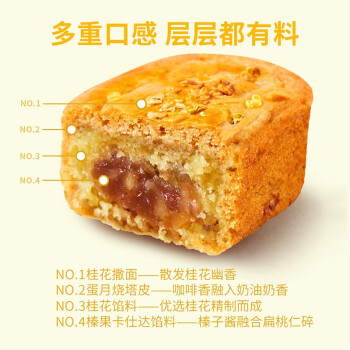 多重口感 层层都有料
NO.1
NO.2
NO.3
NO.4
NO.1桂花撒面——散发桂花幽香
NO.2蛋月烧塔皮——咖啡香融入奶油奶香
NO.3桂花馅料——优选桂花精制而成
NO.4榛果卡仕达馅料——榛子酱融合扁桃仁碎